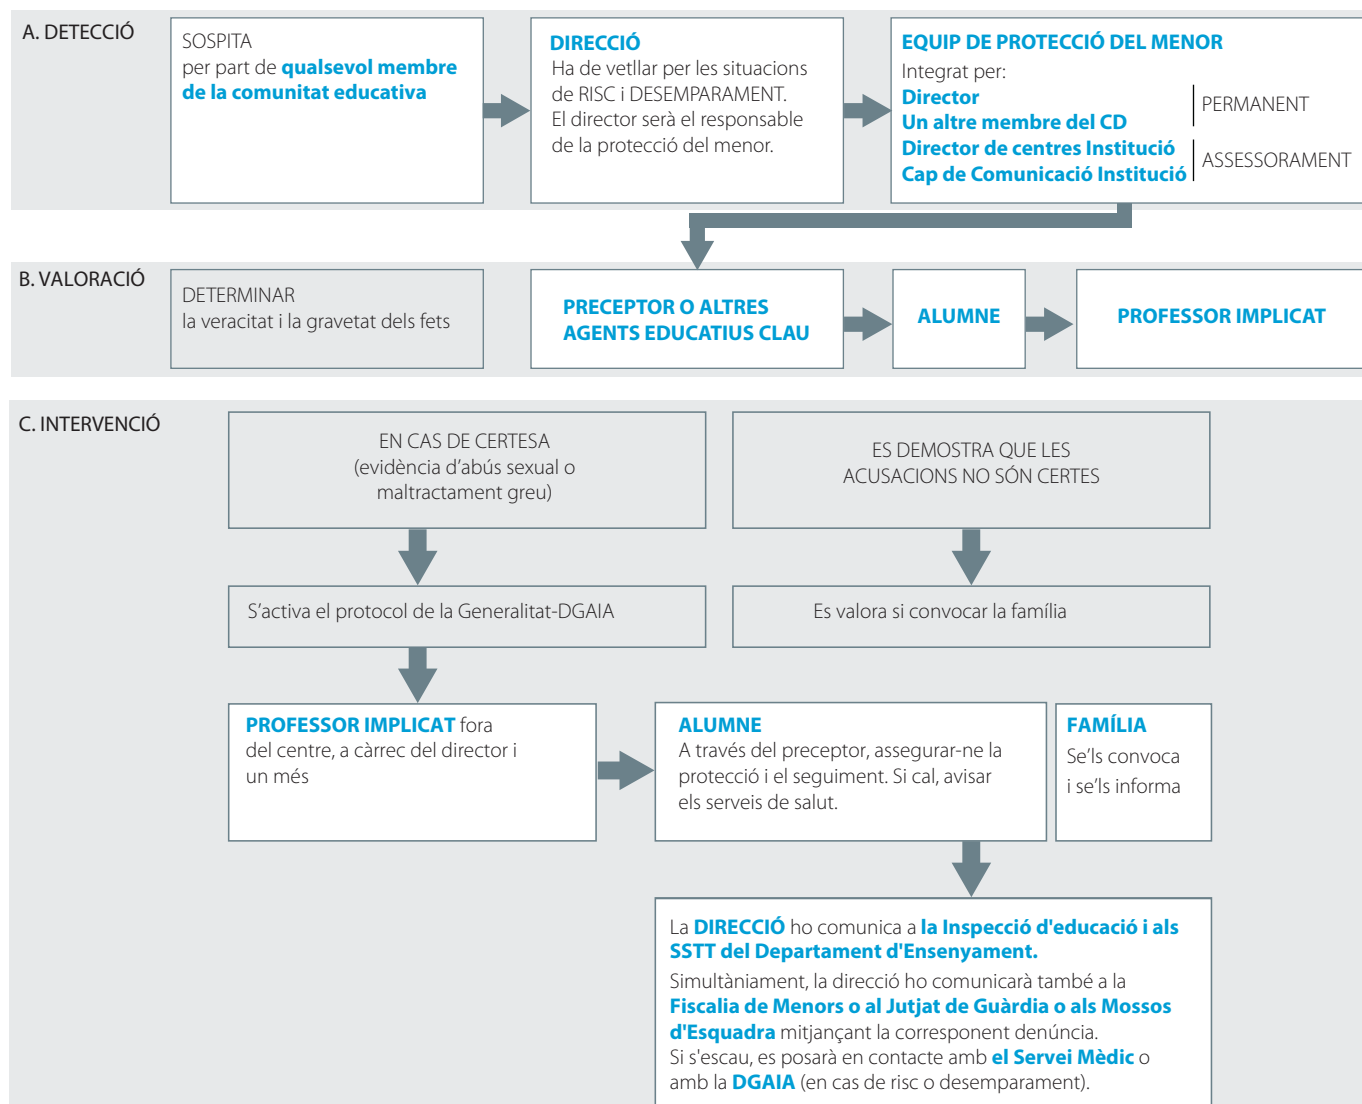 A. DETECCIÓ
SOSPITA
per part de qualsevol membre
de la comunitat educativa
DIRECCIÓ
Ha de vetllar per les situacions
de RISC i DESEMPARAMENT.
El director serà el responsable
de la protecció del menor.
EQUIP DE PROTECCIÓ DEL MENOR
Integrat per:
Director
Un altre membre del CD
PERMANENT
Director de centres Institució
Cap de Comunicació Institució
ASSESSORAMENT
B. VALORACIÓ
DETERMINAR
la veracitat i la gravetat dels fets
PRECEPTOR O ALTRES
AGENTS EDUCATIUS CLAU
ALUMNE
PROFESSOR IMPLICAT
C. INTERVENCIÓ
EN CAS DE CERTESA
(evidència d’abús sexual o
maltractament greu)
ES DEMOSTRA QUE LES
ACUSACIONS NO SÓN CERTES
S’activa el protocol de la Generalitat-DGAIA
Es valora si convocar la família
PROFESSOR IMPLICAT fora
del centre, a càrrec del director i
un més
ALUMNE
A través del preceptor, assegurar-ne la
protecció i el seguiment. Si cal, avisar
els serveis de salut.
FAMÍLIA
Se’ls convoca
i se’ls informa
La DIRECCIÓ ho comunica a la Inspecció d'educació i als
SSTT del Departament d'Ensenyament.
Simultàniament, la direcció ho comunicarà també a la
Fiscalia de Menors o al Jutjat de Guàrdia o als Mossos
d'Esquadra mitjançant la corresponent denúncia.
Si s'escau, es posarà en contacte amb el Servei Mèdic o
amb la DGAIA (en cas de risc o desemparament).